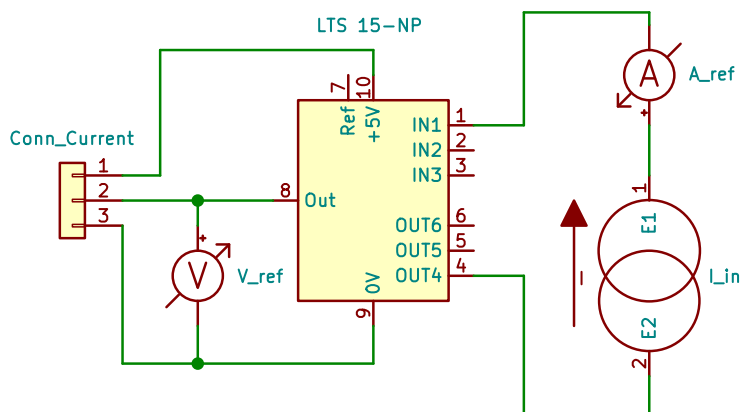 LTS 15-NP
7
10
Ref
+5V
A
A_ref
+
Conn_Current
1
2
3
IN1
1
IN2
2
IN3
3
8
Out
1
E1
+
V
V_ref
OUT6
6
OUT5
5
OUT4
4
0V
9
I
I_in
E2
2